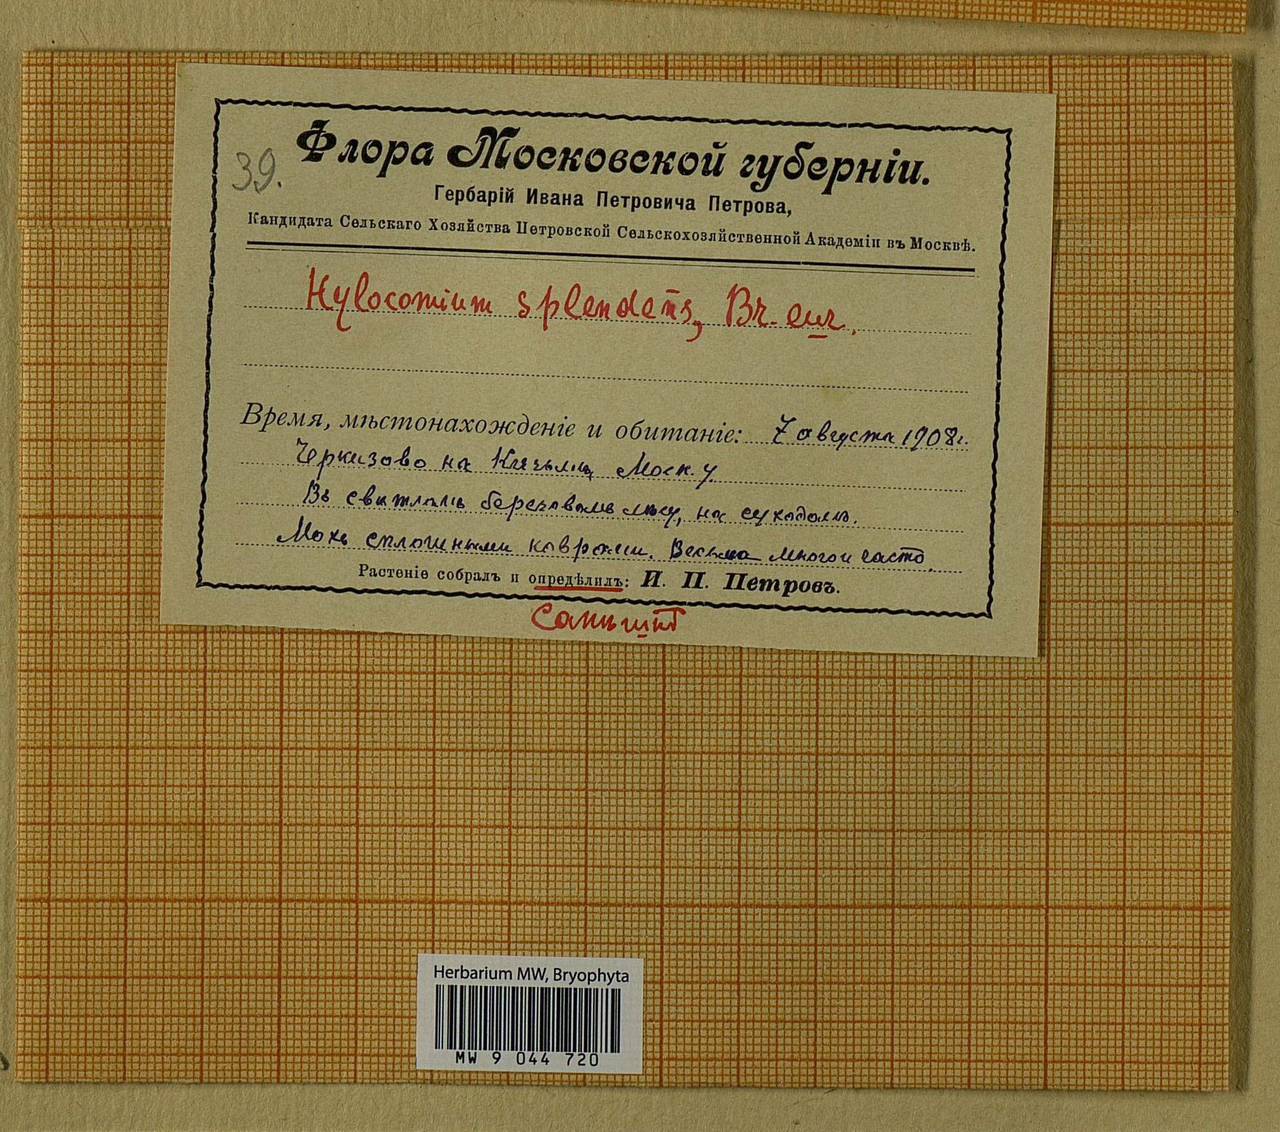 39.
Флора Московской губерніи.
Гербарій Ивана Петровича Петрова,
Кандидата Сельскаго Хозяйства Петровской Сельскохозяйственной Академіи въ Москвѣ.
Hylocomium splendens, Br. eur.
Время, мѣстонахожденіе и обитаніе: 7 августа 1908 г.
Черкизово на Клязьмѣ, Моск. у.
Въ свѣтломъ березовомъ лѣсу, на суходолѣ.
Мохъ сплошными коврами. Весьма много и часто.
Растеніе собралъ и опредѣлилъ: И. П. Петровъ.
Herbarium MW, Bryophyta
MW 9 044 720